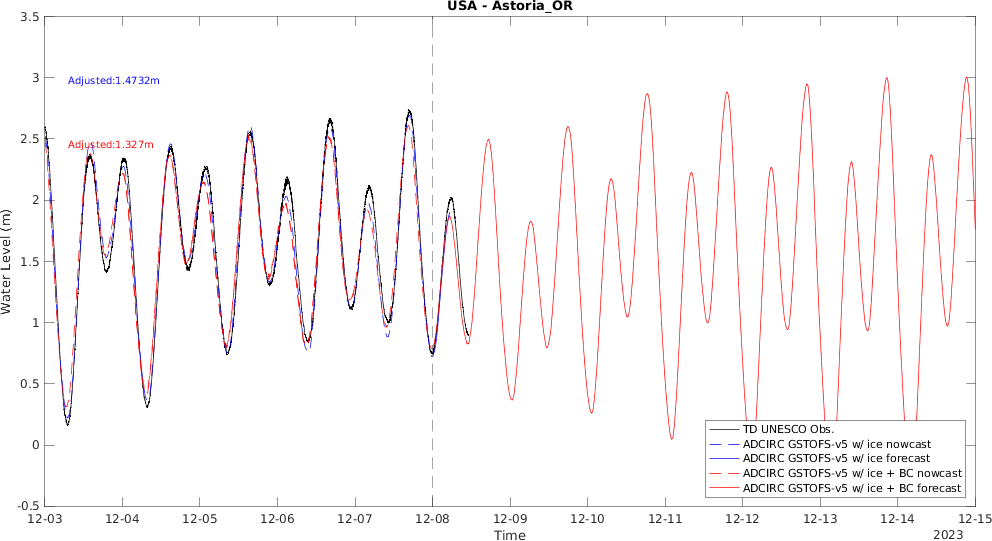 USA - Astoria_OR
3.5
3
2.5
2
1.5
1
0.5
0
-0.5
Water Level (m)
Adjusted:1.4732m
Adjusted:1.327m
TD UNESCO Obs.
ADCIRC GSTOFS-v5 w/ ice nowcast
ADCIRC GSTOFS-v5 w/ ice forecast
ADCIRC GSTOFS-v5 w/ ice + BC nowcast
ADCIRC GSTOFS-v5 w/ ice + BC forecast
12-03 12-04 12-05 12-06 12-07 12-08 12-09 12-10 12-11 12-12 12-13 12-14 12-15
Time
2023